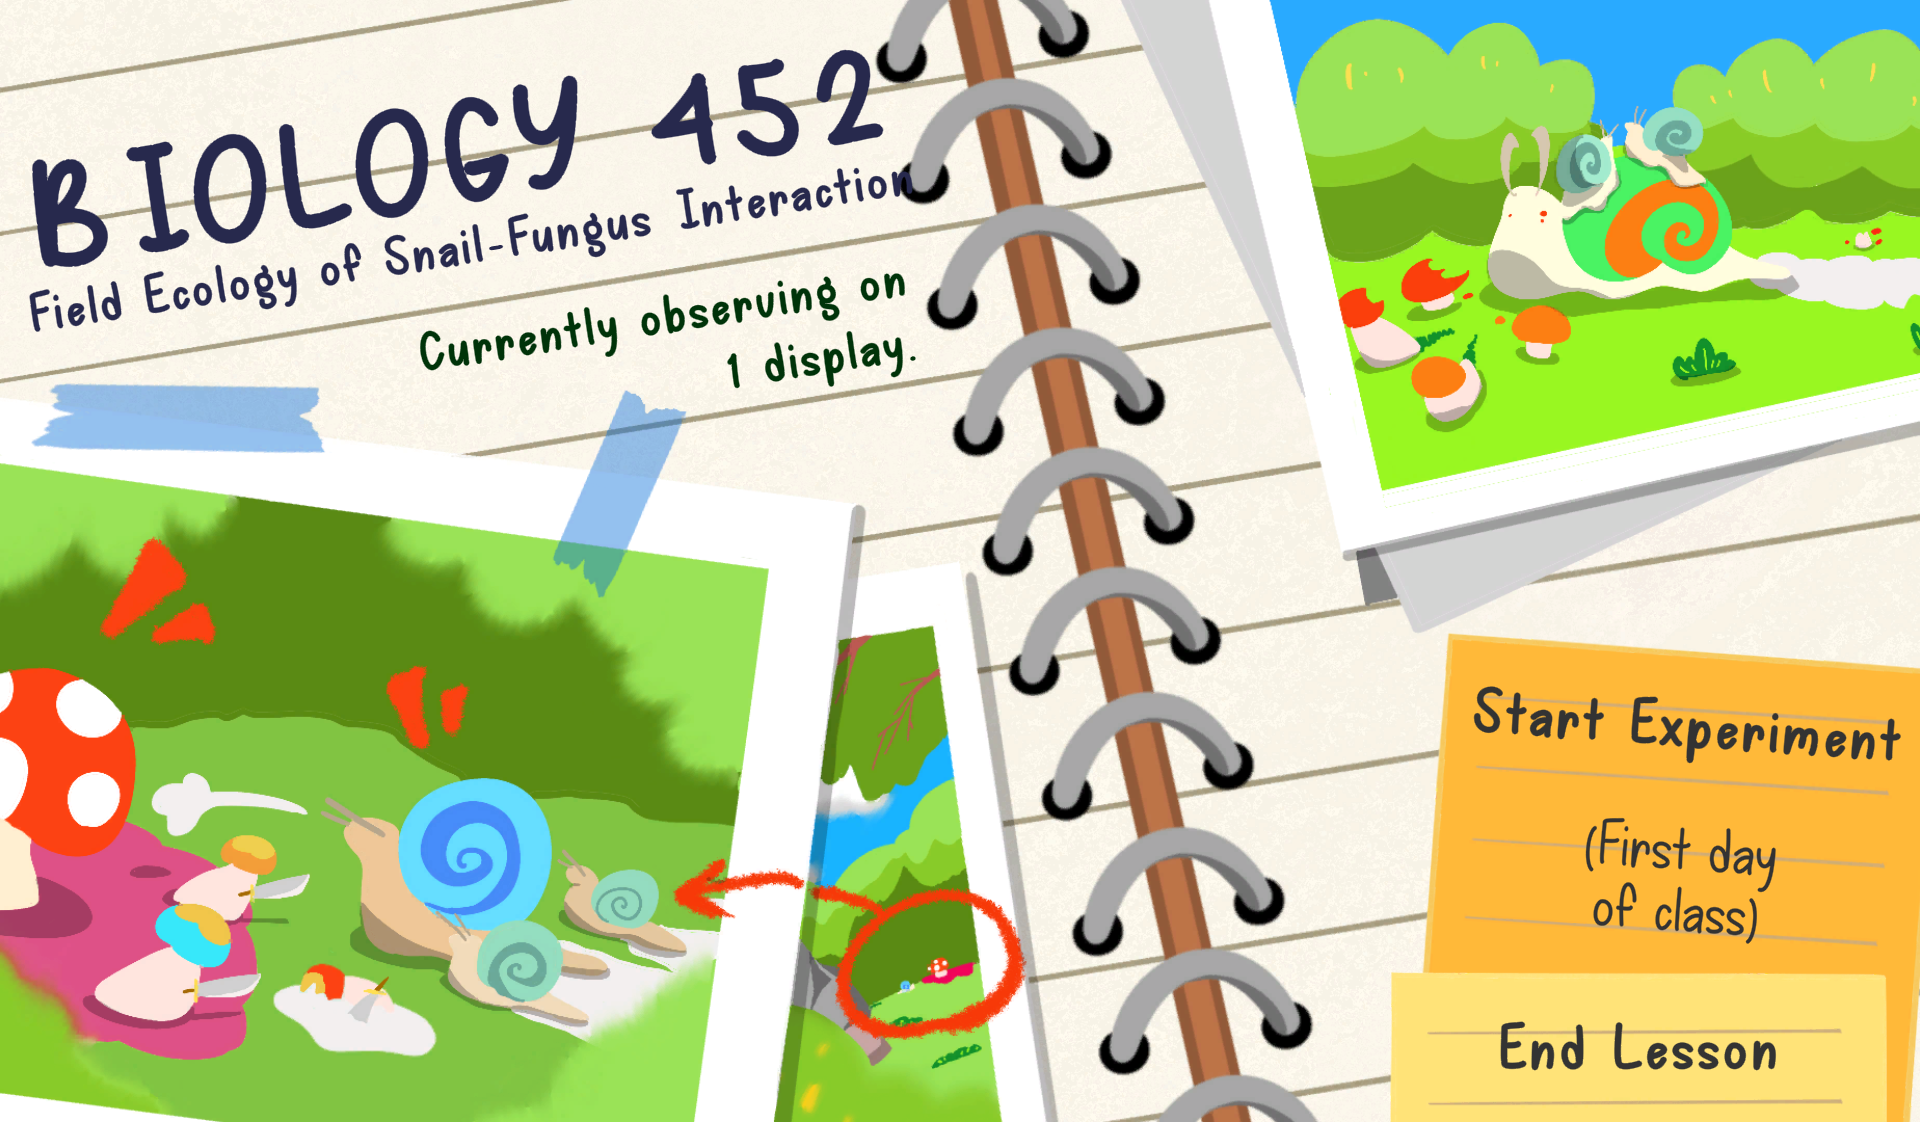 BIOLOGY 452
Field Ecology of Snail-Fungus Interaction
Currently observing on
1 display.
Start Experiment
(First day
of class)
End Lesson